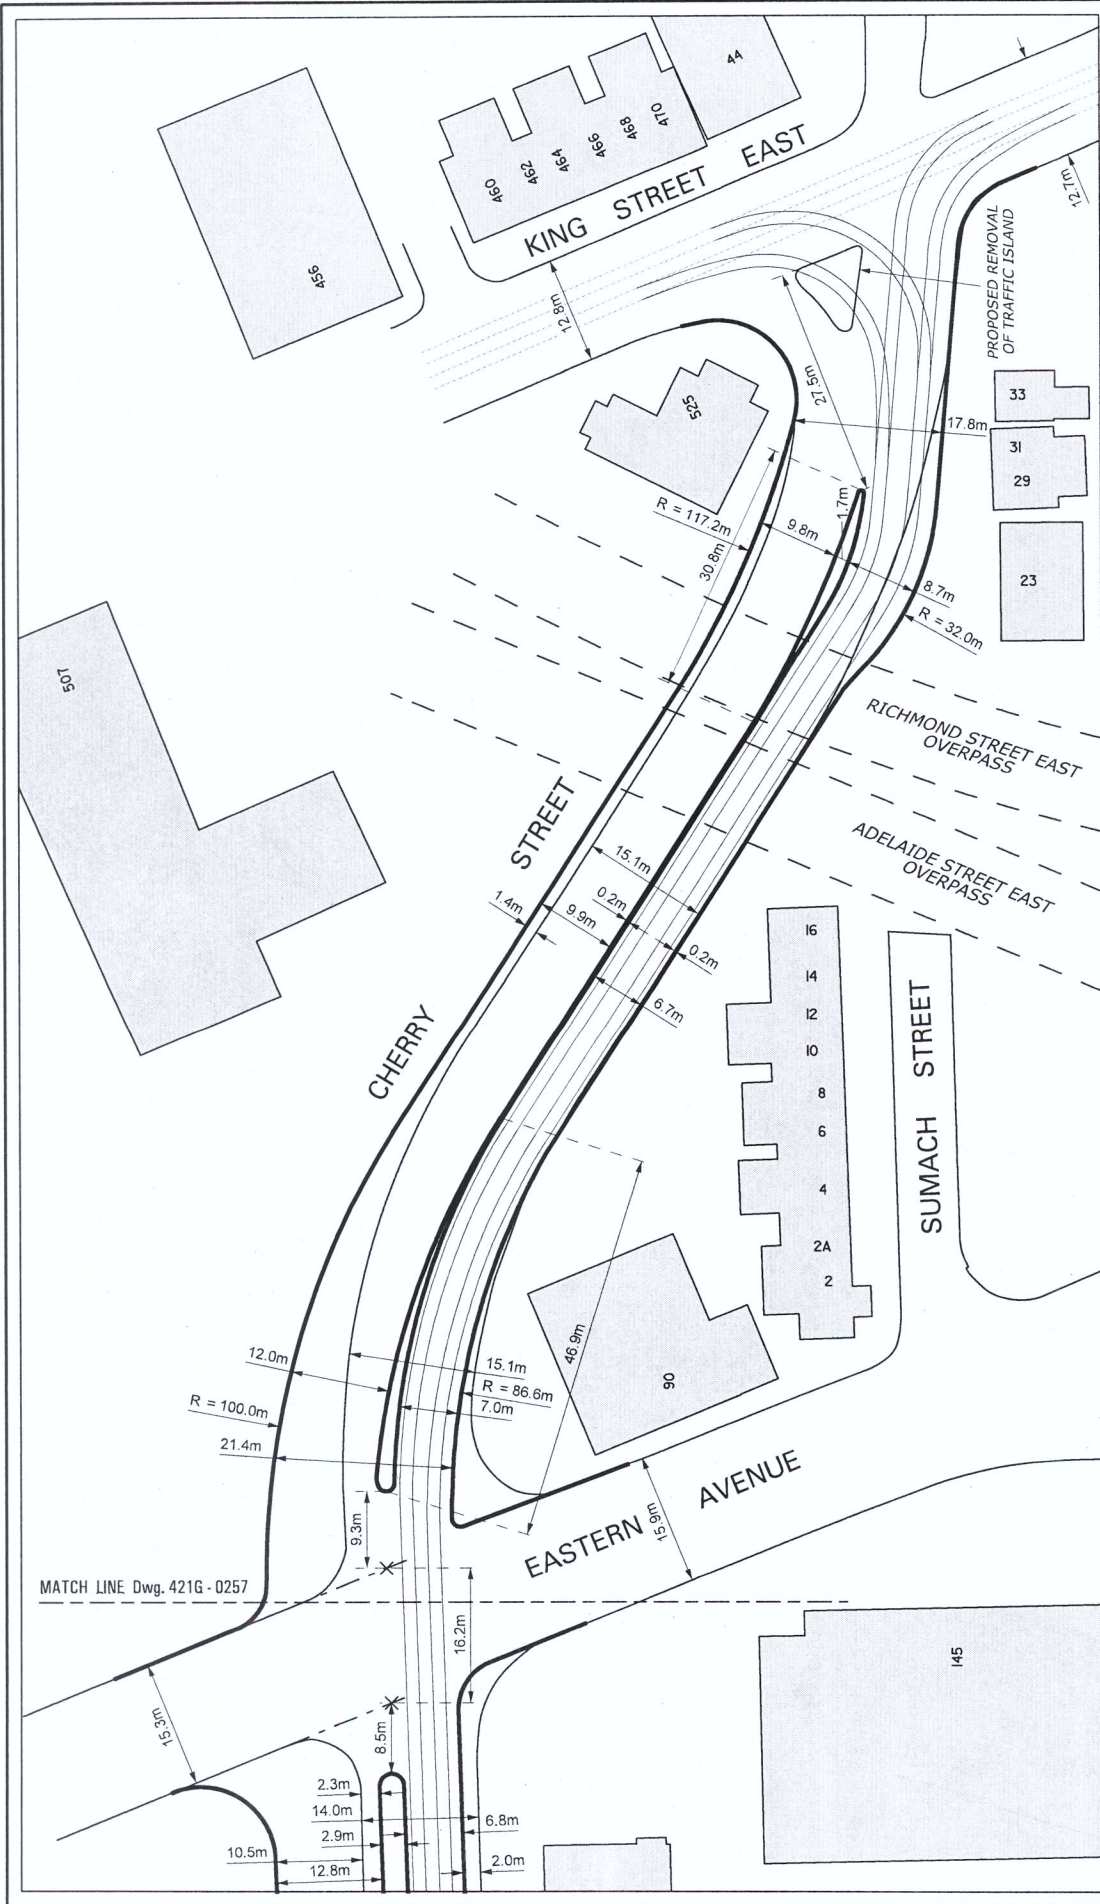 44
470
468
466
464
462
460
KING STREET EAST
456
12.7m
PROPOSED REMOVAL
OF TRAFFIC ISLAND
12.8m
27.5m
525
33
17.8m
31
29
R = 117.2m
1.7m
9.8m
30.8m
23
8.7m
R = 32.0m
507
RICHMOND STREET EAST
OVERPASS
STREET
ADELAIDE STREET EAST
OVERPASS
15.1m
1.4m
0.2m
9.9m
0.2m
6.7m
16
14
12
10
8
6
4
2A
2
SUMACH STREET
CHERRY
46.9m
12.0m
15.1m
R = 86.6m
R = 100.0m
7.0m
21.4m
90
EASTERN AVENUE
15.9m
9.3m
MATCH LINE Dwg. 421G - 0257
16.2m
145
15.3m
8.5m
2.3m
14.0m
6.8m
2.9m
10.5m
12.8m
2.0m